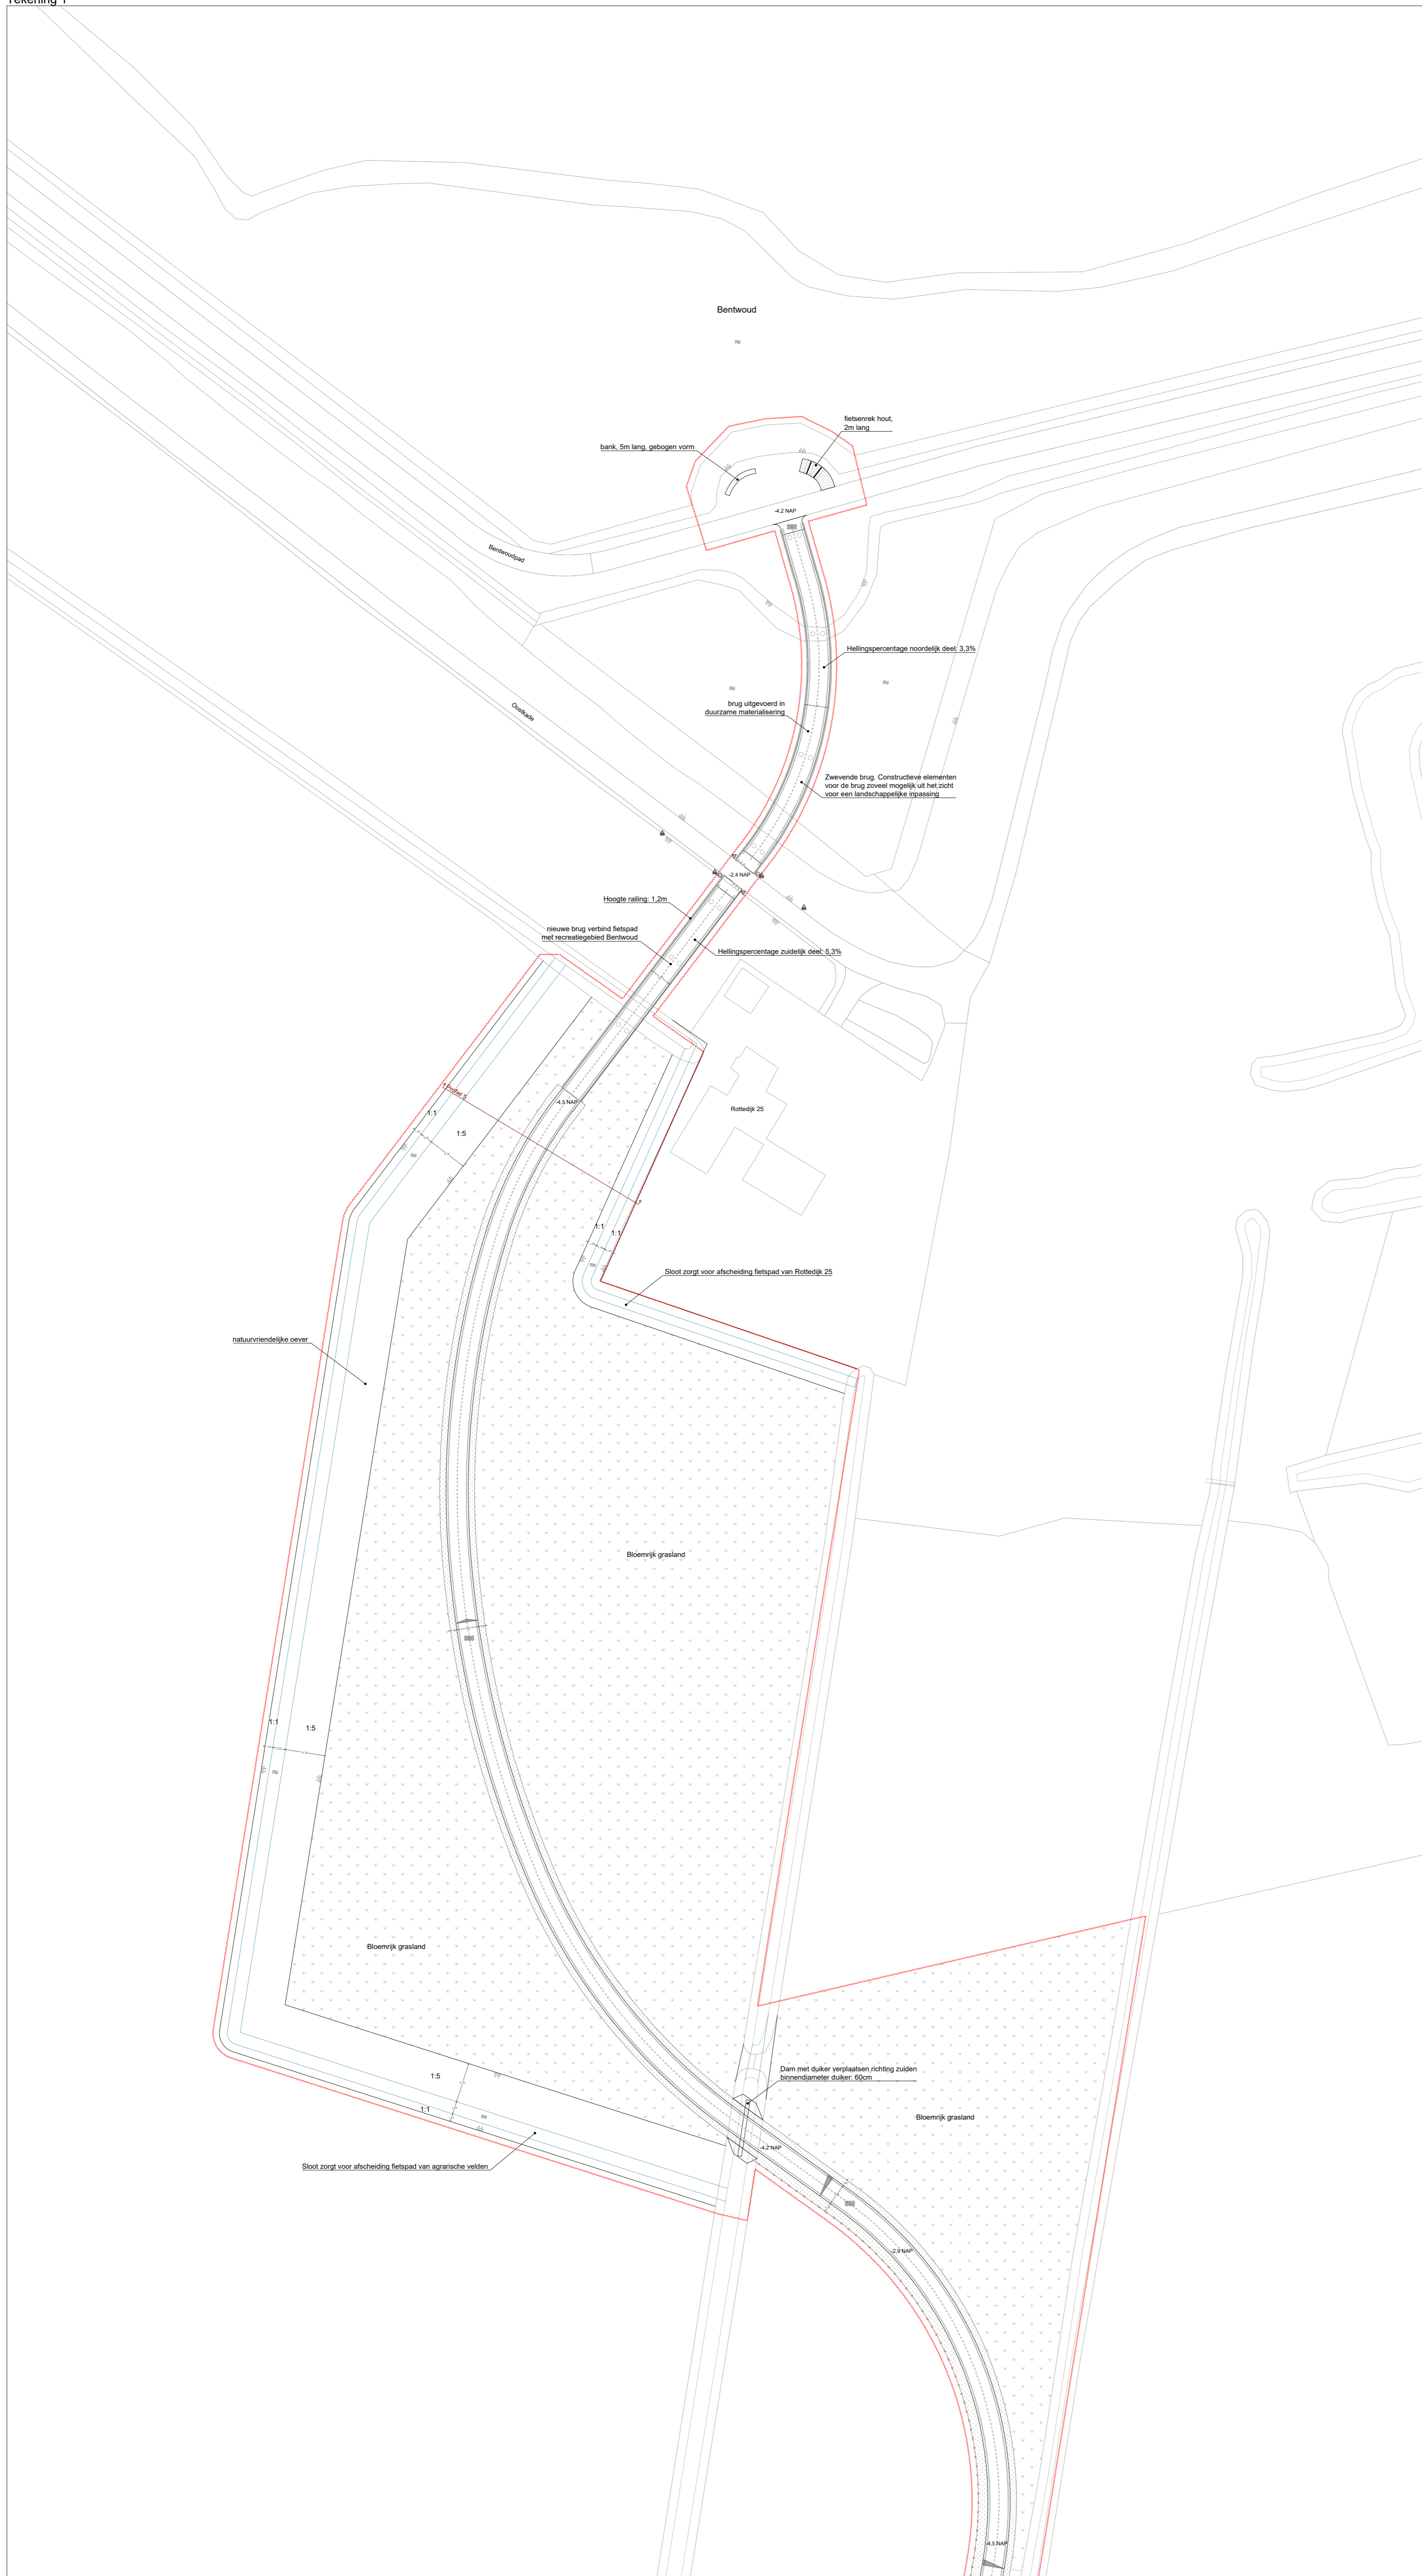 Tekening 1
Bentwoud
fietsenrek hout,
2m lang
bank, 5m lang, gebogen vorm
-4,2 NAP
Bentwoudpad
Hellingspercentage noordelijk deel: 3,3%
brug uitgevoerd in
duurzame materialisering
Oostkade
Zwevende brug. Constructieve elementen
voor de brug zoveel mogelijk uit het zicht
voor een landschappelijke inpassing
-2,4 NAP
Hoogte railing: 1,2m
nieuwe brug verbind fietspad
met recreatiegebied Bentwoud
Hellingspercentage zuidelijk deel: 5,3%
Profiel 5
-4,5 NAP
Rottedijk 25
1:1
1:5
1:1
1:1
Sloot zorgt voor afscheiding fietspad van Rottedijk 25
natuurvriendelijke oever
Bloemrijk grasland
1:1
1:5
Bloemrijk grasland
Dam met duiker verplaatsen richting zuiden
binnendiameter duiker: 60cm
1:5
1:1
Bloemrijk grasland
-4,2 NAP
Sloot zorgt voor afscheiding fietspad van agrarische velden
-2,9 NAP
-4,5 NAP